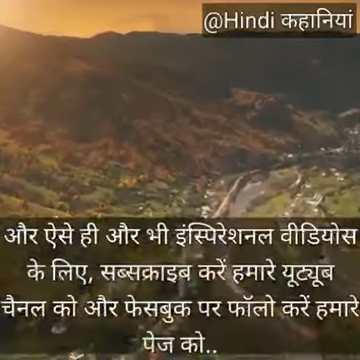 @Hindi कहानियां
और ऐसे ही और भी इंस्पिरेशनल वीडियोस
के लिए, सब्सक्राइब करें हमारे यूट्यूब
चैनल को और फेसबुक पर फॉलो करें हमारे
पेज को..